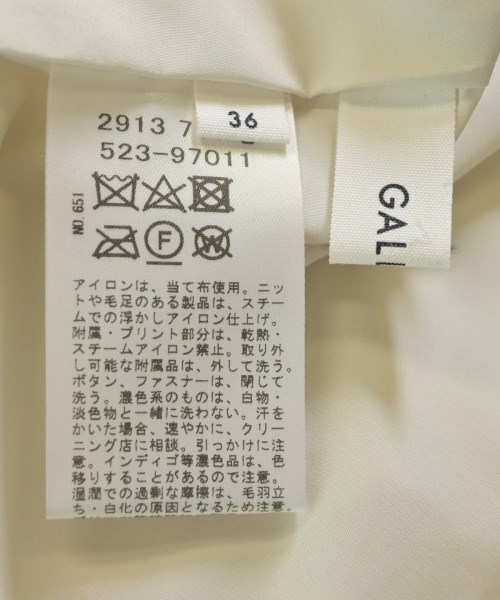 36
2913 7
523-97011
NO. 651
F
W
GAL
アイロンは、当て布使用。ニッ
トや毛足のある製品は、スチー
ムでの浮かしアイロン仕上げ。
附属・プリント部分は、乾熱・
スチームアイロン禁止。取り外
し可能な附属品は、外して洗う。
ボタン、ファスナーは、閉じて
洗う。濃色系のものは、白物・
淡色物と一緒に洗わない。汗を
かいた場合、速やかに、クリー
ニング店に相談。引っかけに注
意。インディゴ等濃色品は、色
移りすることがあるので注意。
湿潤での過剰な摩擦は、毛羽立
ち・白化の原因となるため注意。